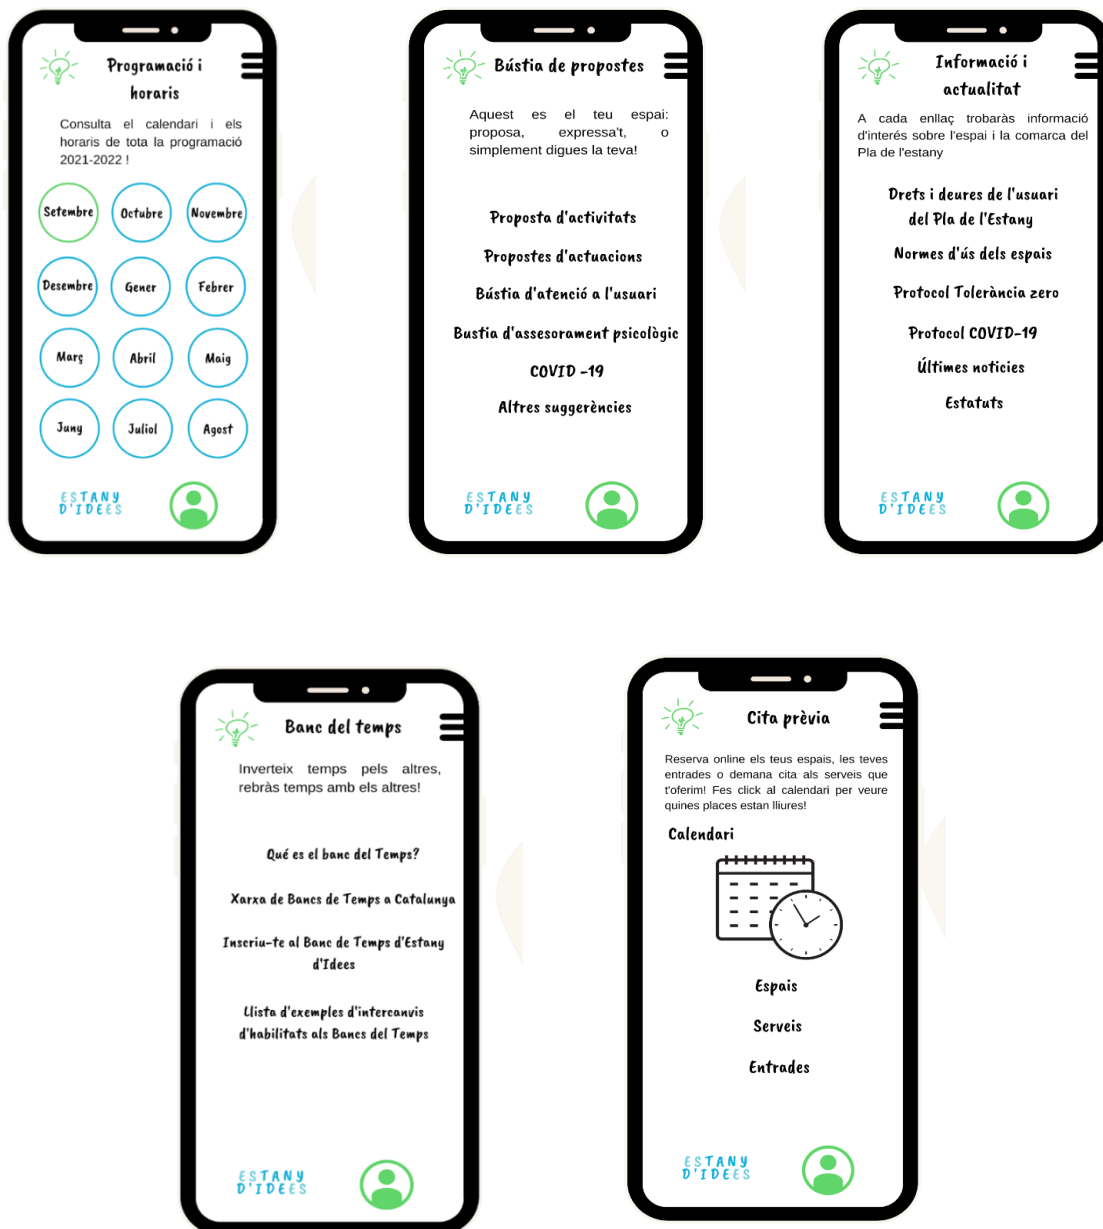 Programació i
horaris
Consulta el calendari i els
horaris de tota la programació
2021-2022 !
Setembre
Octubre
Novembre
Desembre
Gener
Febrer
Març
Abril
Maig
Juny
Juliol
Agost
ESTANY
D'IDEES
Bústia de propostes
Aquest es el teu espai:
proposa, expressa't, o
simplement digues la teva!
Proposta d'activitats
Propostes d'actuacions
Bústia d'atenció a l'usuari
Bustia d'assesorament psicològic
COVID -19
Altres suggerències
ESTANY
D'IDEES
Informació i
actualitat
A cada enllaç trobaràs informació
d'interés sobre l'espai i la comarca del
Pla de l'estany
Drets i deures de l'usuari
del Pla de l'Estany
Normes d'ús dels espais
Protocol Tolerància zero
Protocol COVID-19
Últimes noticies
Estatuts
ESTANY
D'IDEES
Banc del temps
Inverteix temps pels altres,
rebràs temps amb els altres!
Qué es el banc del Temps?
Xarxa de Bancs de Temps a Catalunya
Inscriu-te al Banc de Temps d'Estany
d'Idees
Llista d'exemples d'intercanvis
d'habilitats als Bancs del Temps
ESTANY
D'IDEES
Cita prèvia
Reserva online els teus espais, les teves
entrades o demana cita als serveis que
t'oferim! Fes click al calendari per veure
quines places estan lliures!
Calendari
Espais
Serveis
Entrades
ESTANY
D'IDEES